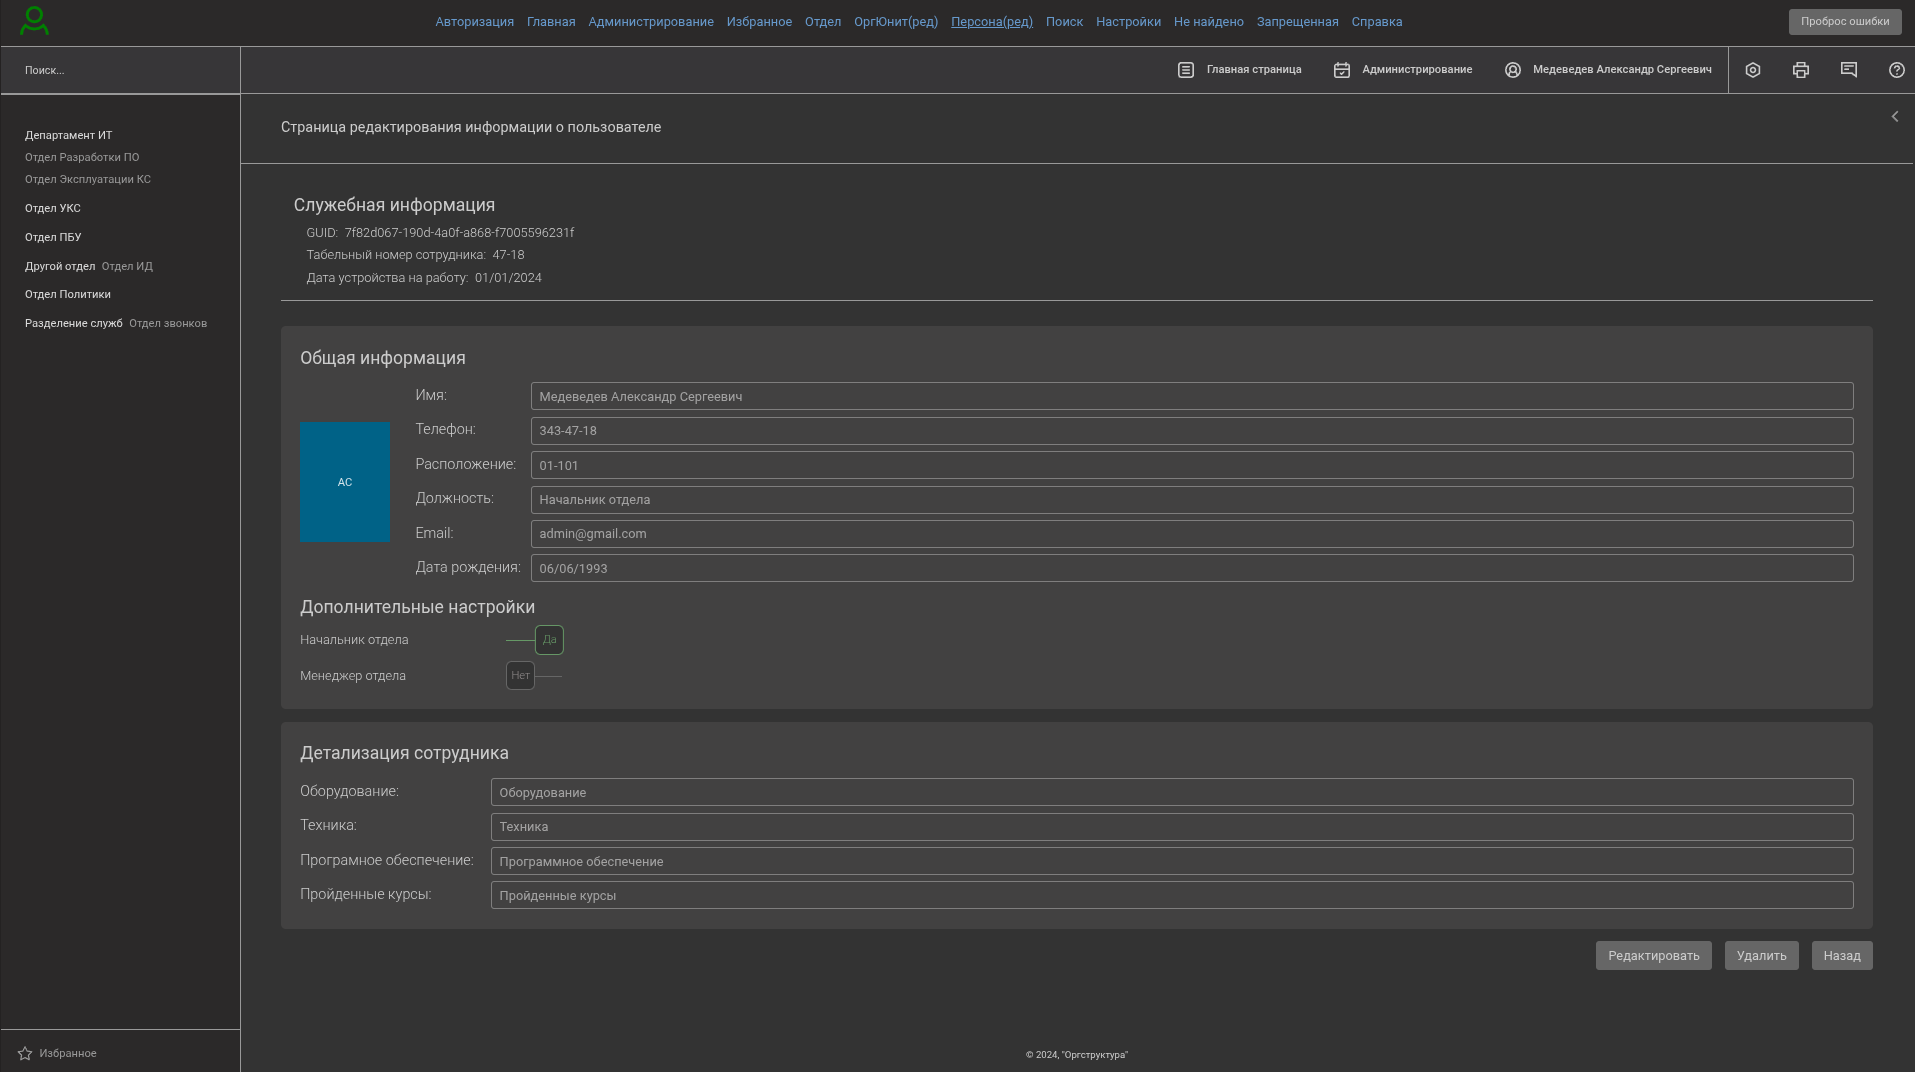 Авторизация Главная Администрирование Избранное Отдел ОргЮнит(ред) Персона(ред) Поиск Настройки Не найдено Запрещенная Справка Проброс ошибки
Поиск...
Главная страница Администрирование Медеведев Александр Сергеевич
Департамент ИТ
Отдел Разработки ПО
Отдел Эксплуатации КС
Отдел УКС
Отдел ПБУ
Другой отдел Отдел ИД
Отдел Политики
Разделение служб Отдел звонков
Избранное
Страница редактирования информации о пользователе
Служебная информация
GUID: 7f82d067-190d-4a0f-a868-f7005596231f
Табельный номер сотрудника: 47-18
Дата устройства на работу: 01/01/2024
Общая информация
АС
Имя: Медеведев Александр Сергеевич
Телефон: 343-47-18
Расположение: 01-101
Должность: Начальник отдела
Email: admin@gmail.com
Дата рождения: 06/06/1993
Дополнительные настройки
Начальник отдела Да
Менеджер отдела Нет
Детализация сотрудника
Оборудование: Оборудование
Техника: Техника
Програмное обеспечение: Программное обеспечение
Пройденные курсы: Пройденные курсы
Редактировать Удалить Назад
© 2024, "Оргструктура"